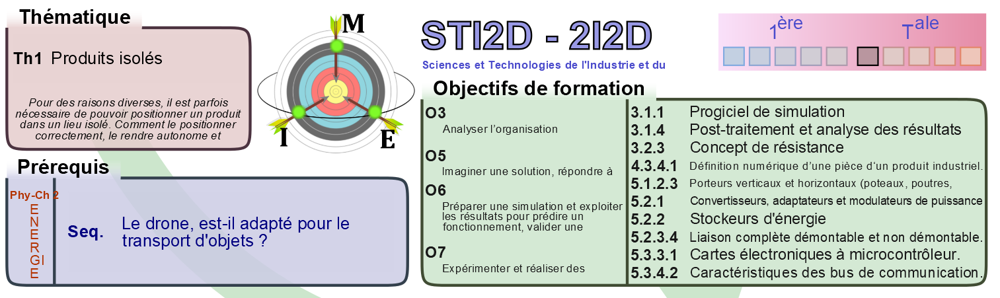 Thématique
Th1 Produits isolés
Pour des raisons diverses, il est parfois
nécessaire de pouvoir positionner un produit
dans un lieu isolé. Comment le positionner
correctement, le rendre autonome et
M
I
E
STI2D - 2I2D
Sciences et Technologies de l'Industrie et du
1ère
Tale
Prérequis
Phy-Ch 2
E
N
E
R
GI
E
Seq.
Le drone, est-il adapté pour le
transport d'objets ?
Objectifs de formation
O3
Analyser l’organisation
O5
Imaginer une solution, répondre à
O6
Préparer une simulation et exploiter
les résultats pour prédire un
fonctionnement, valider une
O7
Expérimenter et réaliser des
3.1.1 Progiciel de simulation
3.1.4 Post-traitement et analyse des résultats
3.2.3 Concept de résistance
4.3.4.1 Définition numérique d’une pièce d‘un produit industriel.
5.1.2.3 Porteurs verticaux et horizontaux (poteaux, poutres,
5.2.1 Convertisseurs, adaptateurs et modulateurs de puissance
5.2.2 Stockeurs d'énergie
5.2.3.4 Liaison complète démontable et non démontable.
5.3.3.1 Cartes électroniques à microcontrôleur.
5.3.4.2 Caractéristiques des bus de communication.